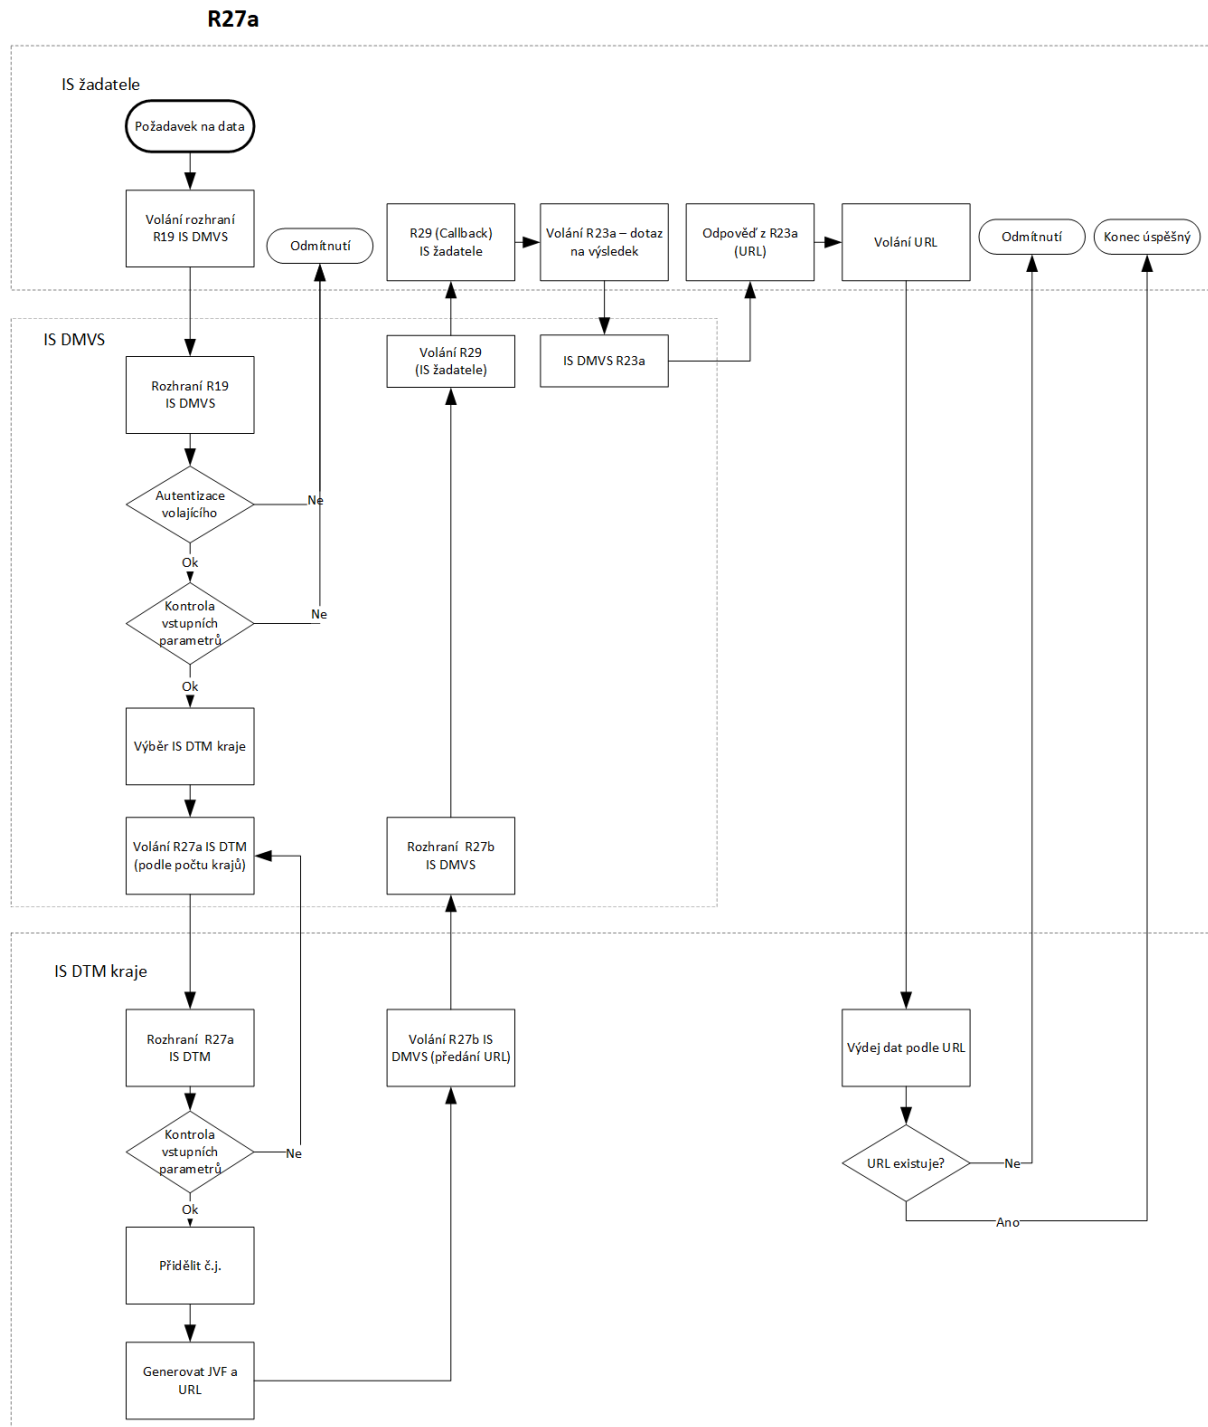 R27a
IS žadatele
Požadavek na data
Volání rozhraní
R19 IS DMVS
Odmítnutí
R29 (Callback)
IS žadatele
Volání R23a – dotaz
na výsledek
Odpověď z R23a
(URL)
Volání URL
Odmítnutí
Konec úspěšný
IS DMVS
Rozhraní R19
IS DMVS
Volání R29
(IS žadatele)
IS DMVS R23a
Autentizace
volajícího
Ne
Ok
Kontrola
vstupních
parametrů
Ne
Ok
Výběr IS DTM kraje
Volání R27a IS DTM
(podle počtu krajů)
Rozhraní R27b
IS DMVS
IS DTM kraje
Rozhraní R27a
IS DTM
Volání R27b IS
DMVS (předání URL)
Výdej dat podle URL
Kontrola
vstupních
parametrů
Ne
Ok
URL existuje?
Ne
Ano
Přidělit č.j.
Generovat JVF a
URL